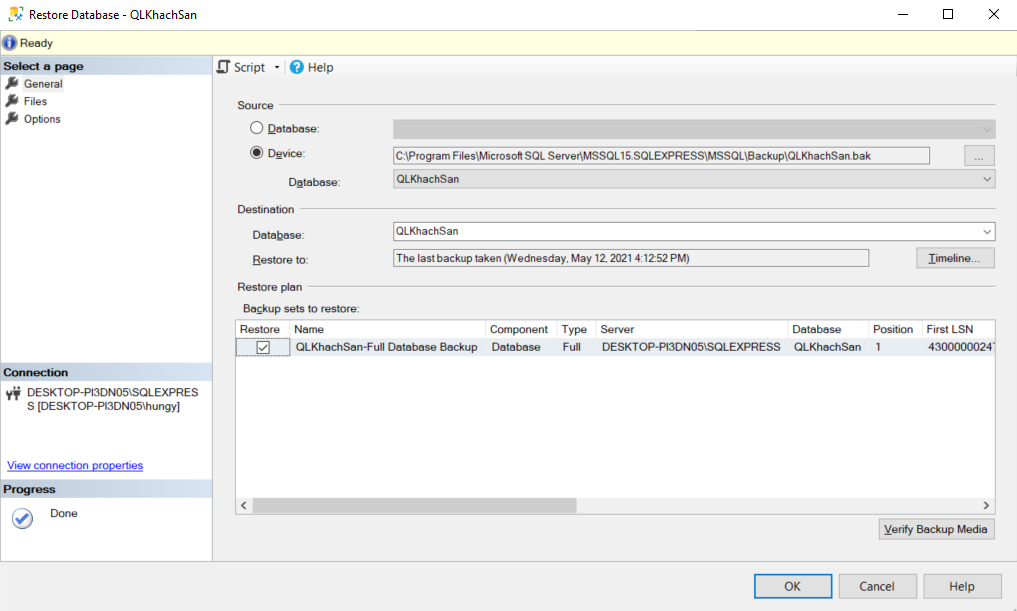 Restore Database - QLKhachSan
Ready
Select a page
General
Files
Options
Script
Help
Source
Database:
Device:
C:\Program Files\Microsoft SQL Server\MSSQL15.SQLEXPRESS\MSSQL\Backup\QLKhachSan.bak
...
Database:
QLKhachSan
Destination
Database:
QLKhachSan
Restore to:
The last backup taken (Wednesday, May 12, 2021 4:12:52 PM)
Timeline...
Restore plan
Backup sets to restore:
Restore Name Component Type Server Database Position First LSN
QLKhachSan-Full Database Backup Database Full DESKTOP-PI3DN05\SQLEXPRESS QLKhachSan 1 4300000024
Connection
DESKTOP-PI3DN05\SQLEXPRES
S [DESKTOP-PI3DN05\hungy]
View connection properties
Progress
Done
Verify Backup Media
OK
Cancel
Help